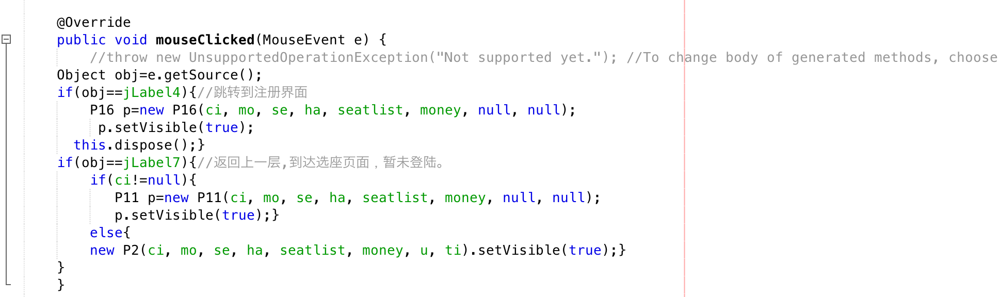 @Override
public void mouseClicked(MouseEvent e) {
//throw new UnsupportedOperationException("Not supported yet."); //To change body of generated methods, choose
Object obj=e.getSource();
if(obj==jLabel4){//跳转到注册界面
P16 p=new P16(ci, mo, se, ha, seatlist, money, null, null);
p.setVisible(true);
this.dispose();}
if(obj==jLabel7){//返回上一层,到达选座页面，暂未登陆。
if(ci!=null){
P11 p=new P11(ci, mo, se, ha, seatlist, money, null, null);
p.setVisible(true);}
else{
new P2(ci, mo, se, ha, seatlist, money, u, ti).setVisible(true);}
}
}